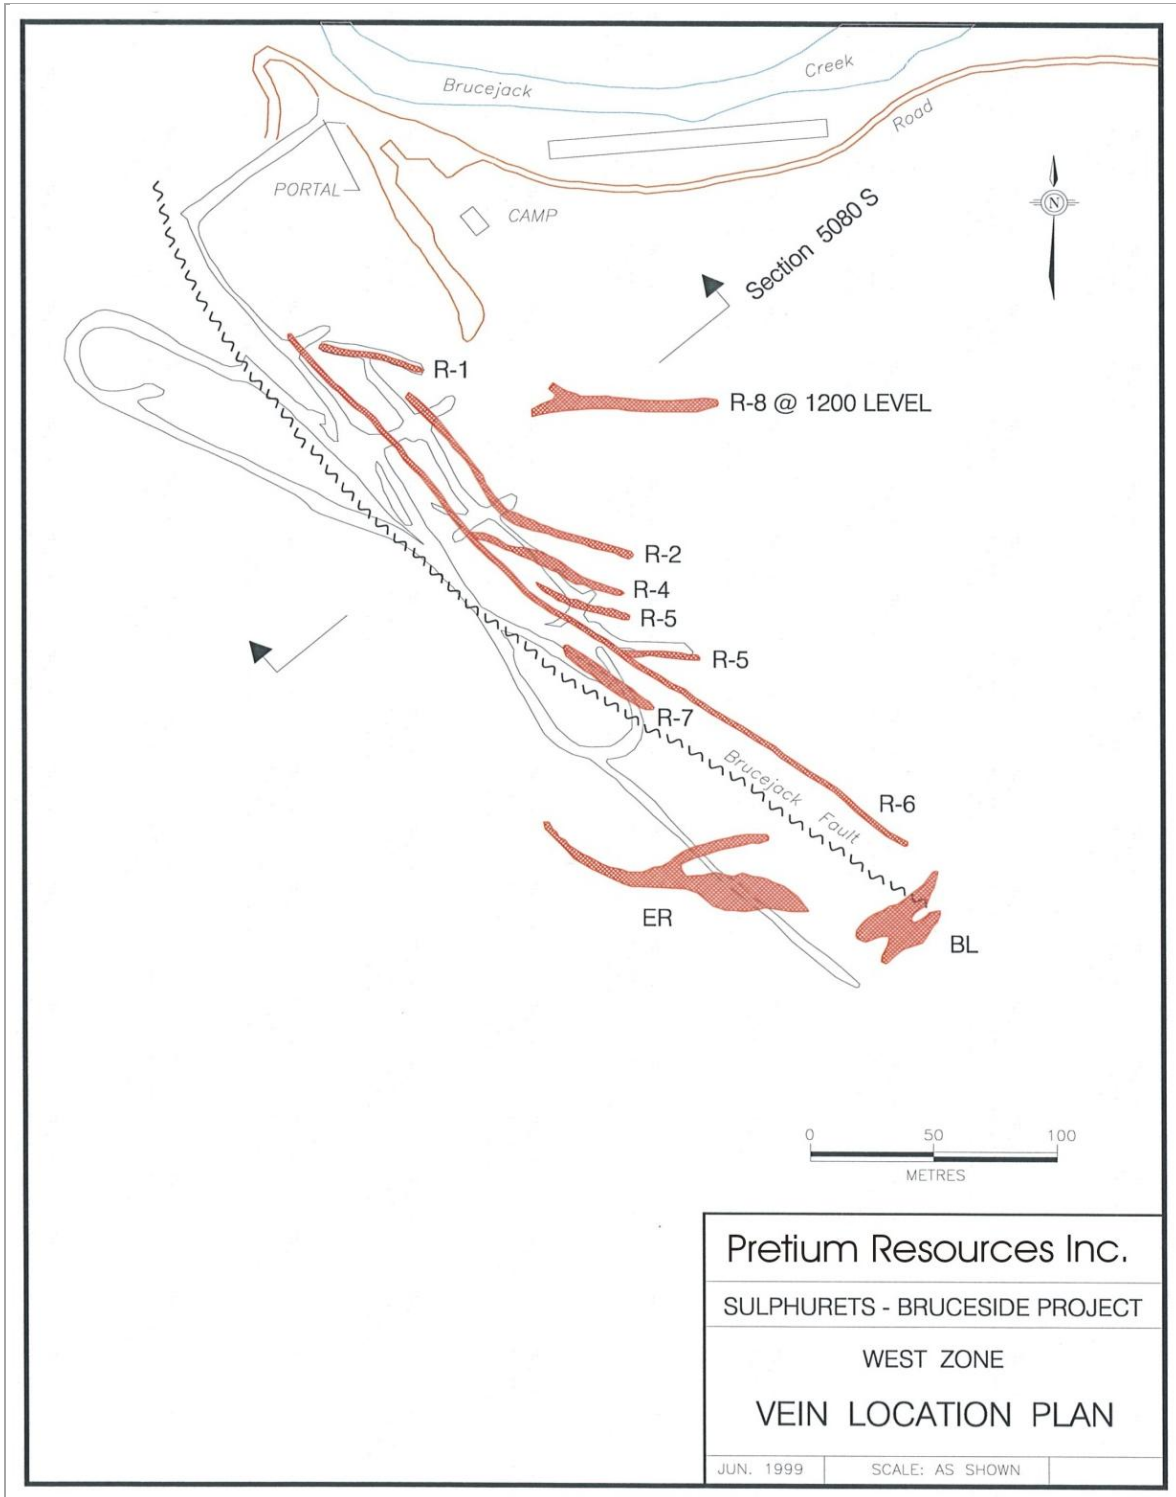 Brucejack
Creek
Road
PORTAL
CAMP
N
Section 5080 S
R-1
R-8 @ 1200 LEVEL
R-2
R-4
R-5
R-5
R-7
Brucejack Fault
R-6
ER
BL
0 50 100
METRES
Pretium Resources Inc.
SULPHURETS - BRUCESIDE PROJECT
WEST ZONE
VEIN LOCATION PLAN
JUN. 1999 SCALE: AS SHOWN